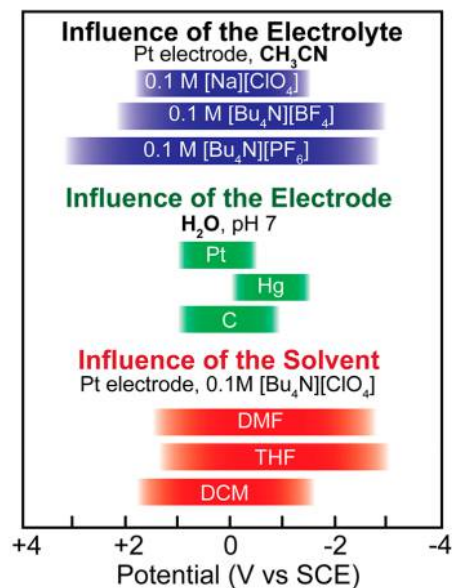 Influence of the Electrolyte
Pt electrode, CH₃CN
0.1 M [Na][ClO₄]
0.1 M [Bu₄N][BF₄]
0.1 M [Bu₄N][PF₆]
Influence of the Electrode
H₂O, pH 7
Pt
Hg
C
Influence of the Solvent
Pt electrode, 0.1M [Bu₄N][ClO₄]
DMF
THF
DCM
+4 +2 0 -2 -4
Potential (V vs SCE)